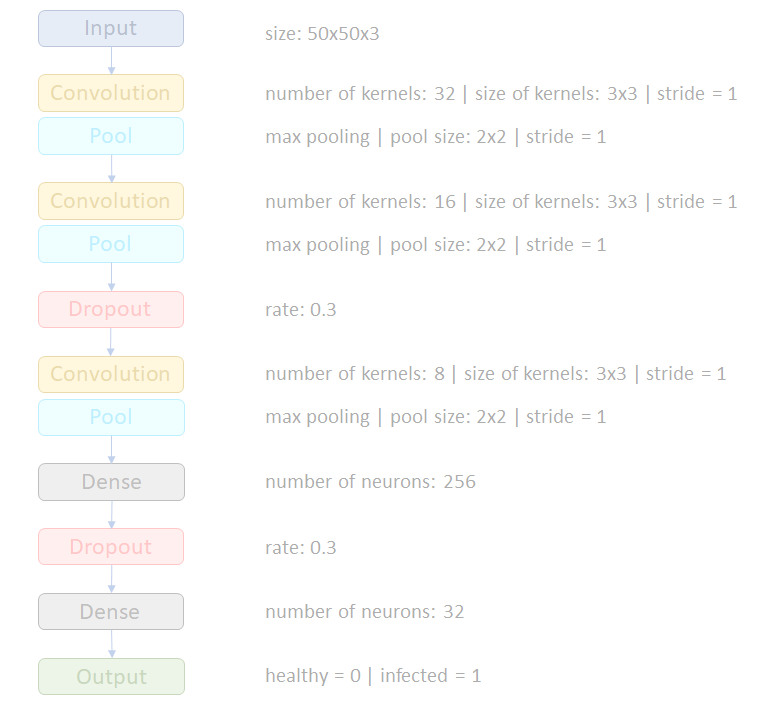 Input size: 50x50x3
Convolution number of kernels: 32 | size of kernels: 3x3 | stride = 1
Pool max pooling | pool size: 2x2 | stride = 1
Convolution number of kernels: 16 | size of kernels: 3x3 | stride = 1
Pool max pooling | pool size: 2x2 | stride = 1
Dropout rate: 0.3
Convolution number of kernels: 8 | size of kernels: 3x3 | stride = 1
Pool max pooling | pool size: 2x2 | stride = 1
Dense number of neurons: 256
Dropout rate: 0.3
Dense number of neurons: 32
Output healthy = 0 | infected = 1